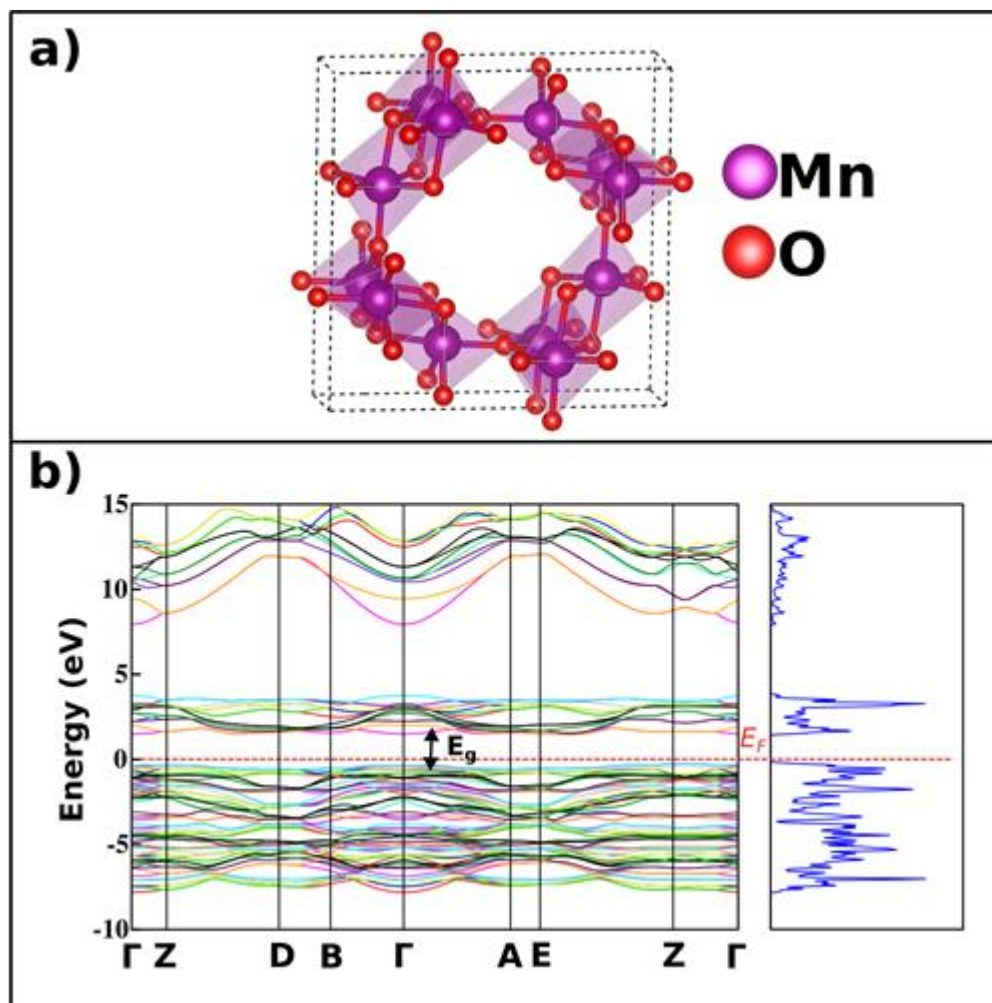 a)
Mn
O
b)
Energy (eV)
15
10
5
0
-5
-10
E_g
E_F
Γ Z D B Γ A E Z Γ